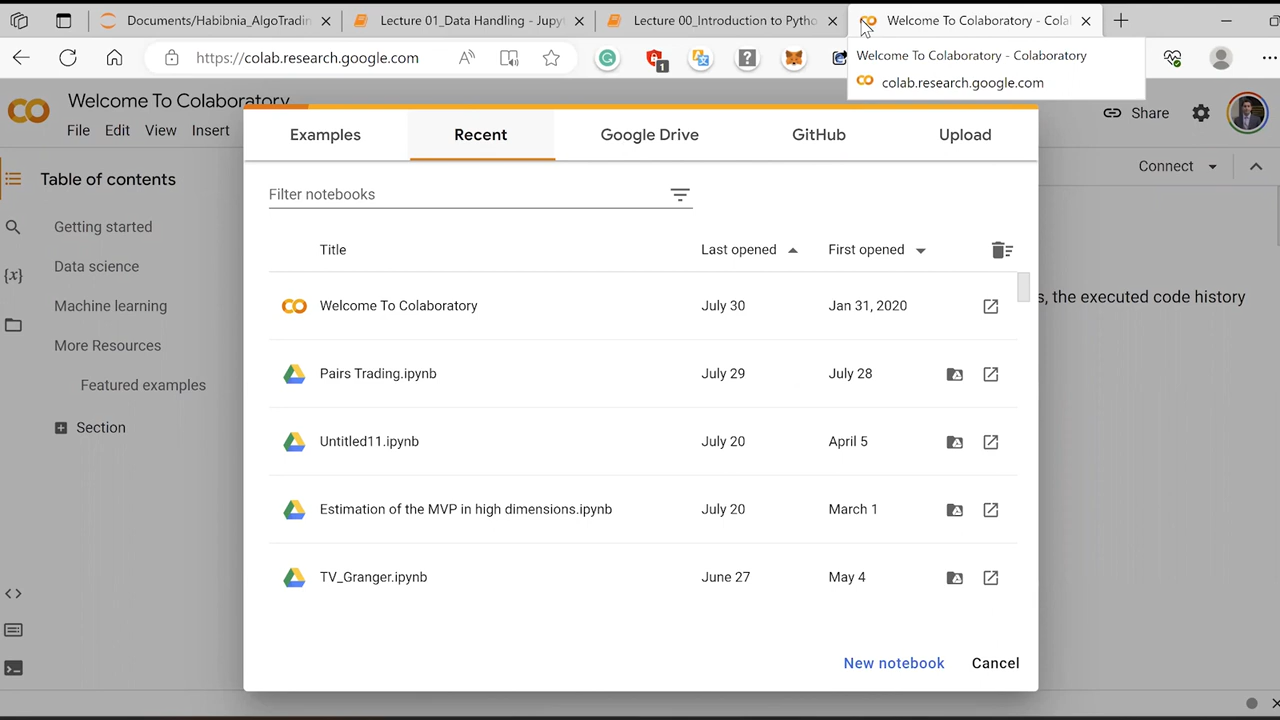 Documents/Habibnia_AlgoTradin
Lecture 01_Data Handling - Jupyt
Lecture 00_Introduction to Pytho
Welcome To Colaboratory - Cola
https://colab.research.google.com
1
Welcome To Colaboratory - Colaboratory
colab.research.google.com
Welcome To Colaboratory
File Edit View Insert
Share
Connect
Table of contents
Getting started
Data science
Machine learning
More Resources
Featured examples
Section
Examples Recent Google Drive GitHub Upload
Filter notebooks
Title Last opened First opened
Welcome To Colaboratory July 30 Jan 31, 2020
Pairs Trading.ipynb July 29 July 28
Untitled11.ipynb July 20 April 5
Estimation of the MVP in high dimensions.ipynb July 20 March 1
TV_Granger.ipynb June 27 May 4
New notebook Cancel
s, the executed code history